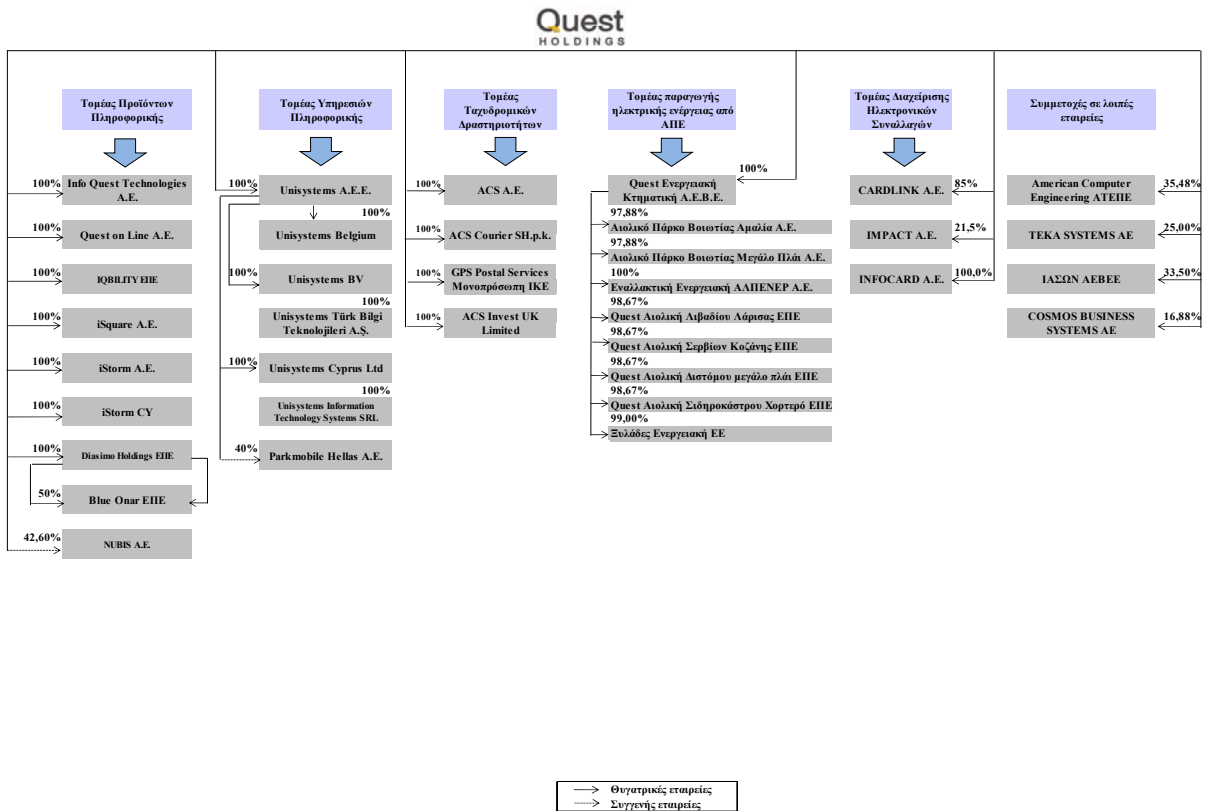 Quest
HOLDINGS
Τομέας Προϊόντων
Πληροφορικής
100%
Info Quest Technologies
Α.Ε.
100%
Quest on Line Α.Ε.
100%
IQBILITY ΕΠΕ
100%
iSquare Α.Ε.
100%
iStorm Α.Ε.
100%
iStorm CY
100%
Diasimo Holdings ΕΠΕ
50%
Blue Onar ΕΠΕ
42,60%
NUBIS Α.Ε.
Τομέας Υπηρεσιών
Πληροφορικής
100%
Unisystems Α.Ε.Ε.
100%
Unisystems Belgium
100%
Unisystems BV
100%
Unisystems Türk Bilgi
Teknolojileri A.Ş.
100%
Unisystems Cyprus Ltd
100%
Unisystems Information
Technology Systems SRL
40%
Parkmobile Hellas Α.Ε.
Τομέας
Ταχυδρομικών
Δραστηριοτήτων
100%
ACS Α.Ε.
100%
ACS Courier SH.p.k.
100%
GPS Postal Services
Μονοπρόσωπη ΙΚΕ
100%
ACS Invest UK
Limited
Τομέας παραγωγής
ηλεκτρικής ενέργειας από
ΑΠΕ
100%
Quest Ενεργειακή
Κτηματική Α.Ε.Β.Ε.
97,88%
Αιολικό Πάρκο Βοιωτίας Αμαλία Α.Ε.
97,88%
Αιολικό Πάρκο Βοιωτίας Μεγάλο Πλάι Α.Ε.
100%
Εναλλακτική Ενεργειακή ΑΛΠΕΝΕΡ Α.Ε.
98,67%
Quest Αιολική Λιβαδίου Λάρισας ΕΠΕ
98,67%
Quest Αιολική Σερβίων Κοζάνης ΕΠΕ
98,67%
Quest Αιολική Διστόμου μεγάλο πλάι ΕΠΕ
98,67%
Quest Αιολική Σιδηροκάστρου Χορτερό ΕΠΕ
99,00%
Ξυλάδες Ενεργειακή ΕΕ
Τομέας Διαχείρισης
Ηλεκτρονικών
Συναλλαγών
CARDLINK Α.Ε.
85%
IMPACT Α.Ε.
21,5%
INFOCARD Α.Ε.
100,0%
Συμμετοχές σε λοιπές
εταιρείες
American Computer
Engineering ΑΤΕΠΕ
35,48%
TEKA SYSTEMS ΑΕ
25,00%
ΙΑΣΩΝ ΑΕΒΕΕ
33,50%
COSMOS BUSINESS
SYSTEMS ΑΕ
16,88%
Θυγατρικές εταιρείες
Συγγενής εταιρείες